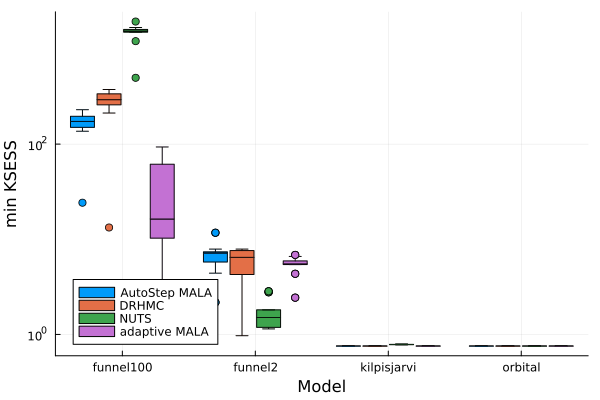 min KSESS
10²
10⁰
AutoStep MALA
DRHMC
NUTS
adaptive MALA
funnel100 funnel2 kilpisjarvi orbital
Model